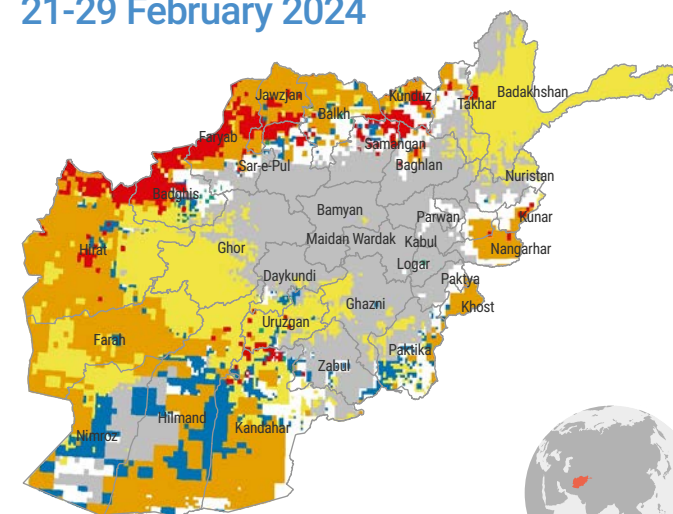 21-29 February 2024
Jawzjan
Kunduz
Badakhshan
Balkh
Takhar
Faryab
Samangan
Sar-e-Pul
Baghlan
Nuristan
Badghis
Bamyan
Parwan
Kunar
Hirat
Ghor
Maidan Wardak
Kabul
Nangarhar
Logar
Daykundi
Paktya
Ghazni
Khost
Uruzgan
Farah
Paktika
Zabul
Hilmand
Kandahar
Nimroz